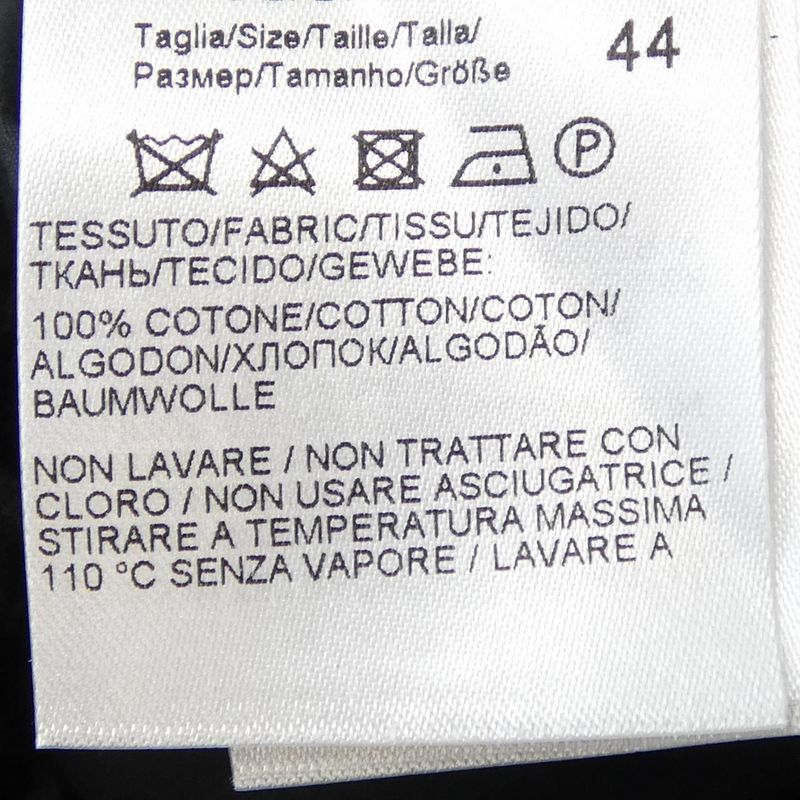 Taglia/Size/Taille/Talla/
Размер/Tamanho/Größe
44
P
TESSUTO/FABRIC/TISSU/TEJIDO/
ТКАНЬ/TECIDO/GEWEBE:
100% COTONE/COTTON/COTON/
ALGODON/ХЛОПОК/ALGODÃO/
BAUMWOLLE
NON LAVARE / NON TRATTARE CON
CLORO / NON USARE ASCIUGATRICE /
STIRARE A TEMPERATURA MASSIMA
110 °C SENZA VAPORE / LAVARE A